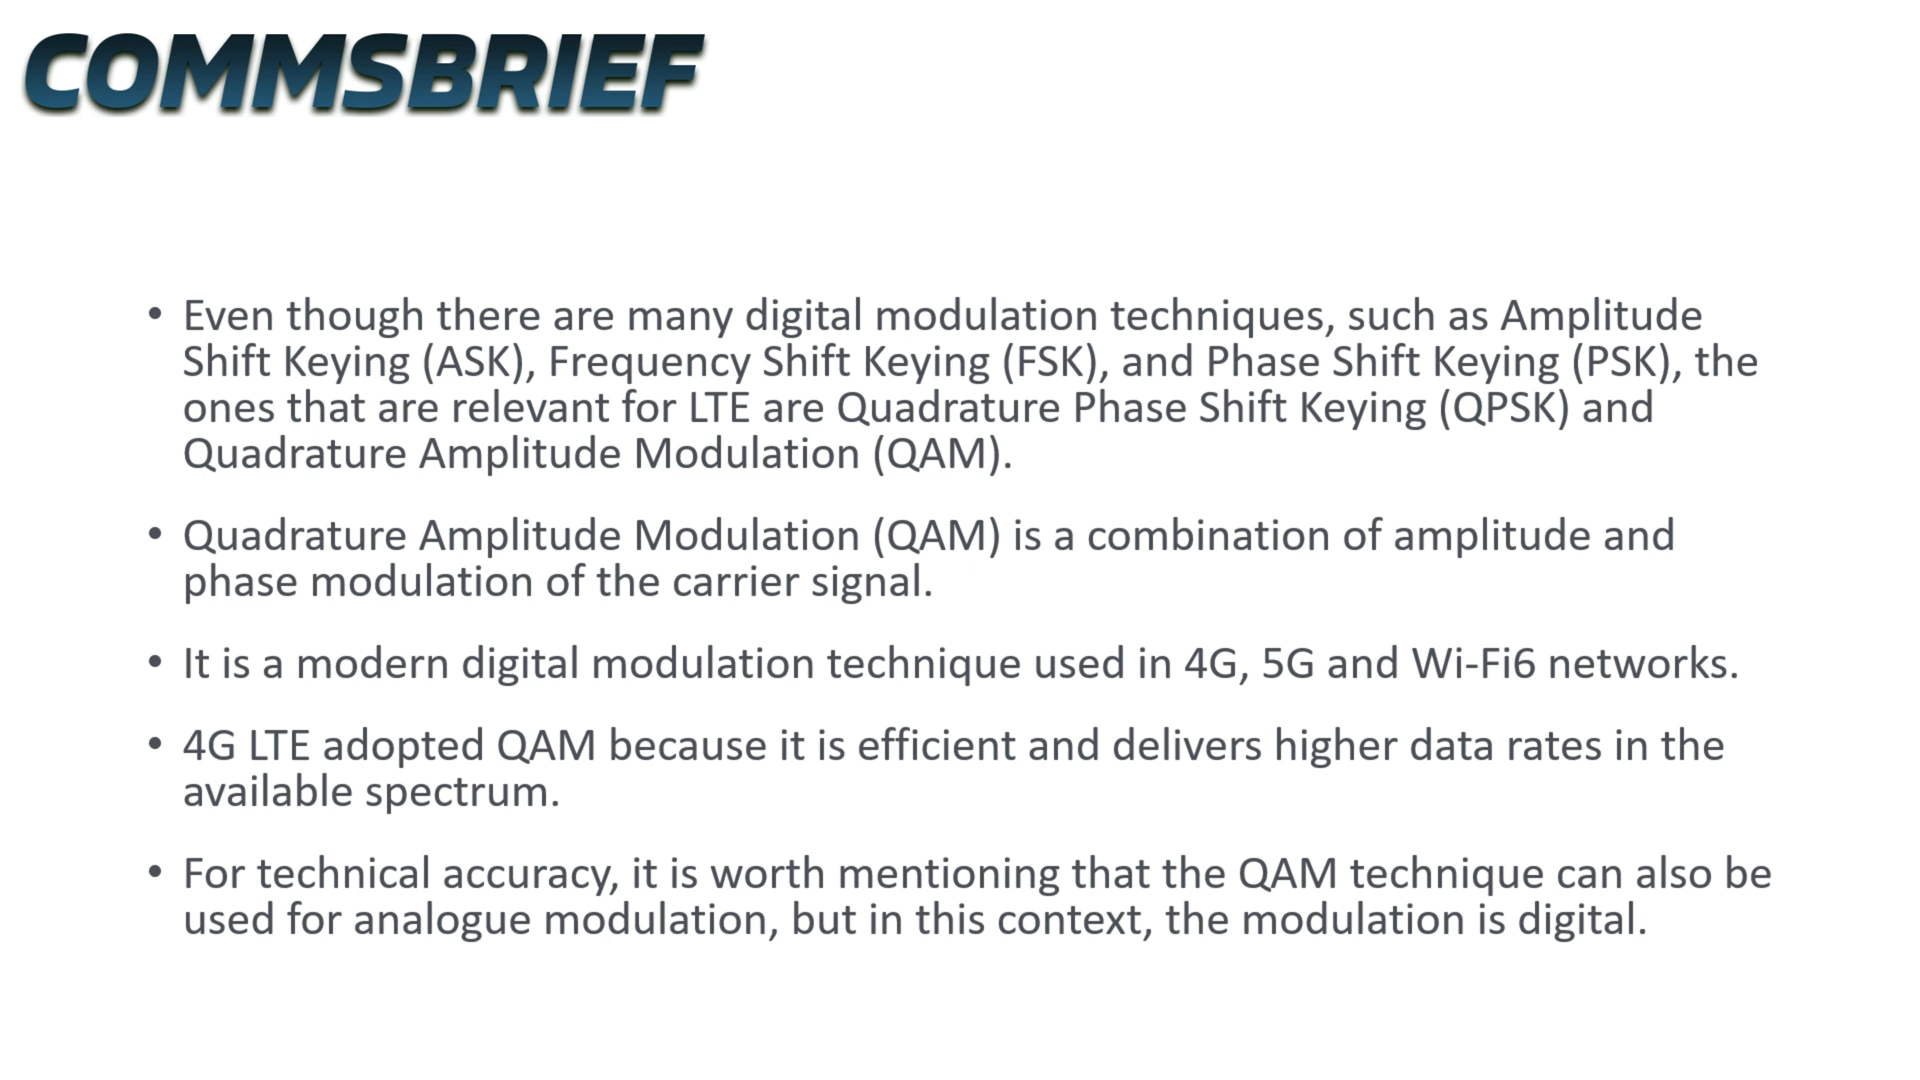 COMMSBRIEF
• Even though there are many digital modulation techniques, such as Amplitude
Shift Keying (ASK), Frequency Shift Keying (FSK), and Phase Shift Keying (PSK), the
ones that are relevant for LTE are Quadrature Phase Shift Keying (QPSK) and
Quadrature Amplitude Modulation (QAM).
• Quadrature Amplitude Modulation (QAM) is a combination of amplitude and
phase modulation of the carrier signal.
• It is a modern digital modulation technique used in 4G, 5G and Wi-Fi6 networks.
• 4G LTE adopted QAM because it is efficient and delivers higher data rates in the
available spectrum.
• For technical accuracy, it is worth mentioning that the QAM technique can also be
used for analogue modulation, but in this context, the modulation is digital.